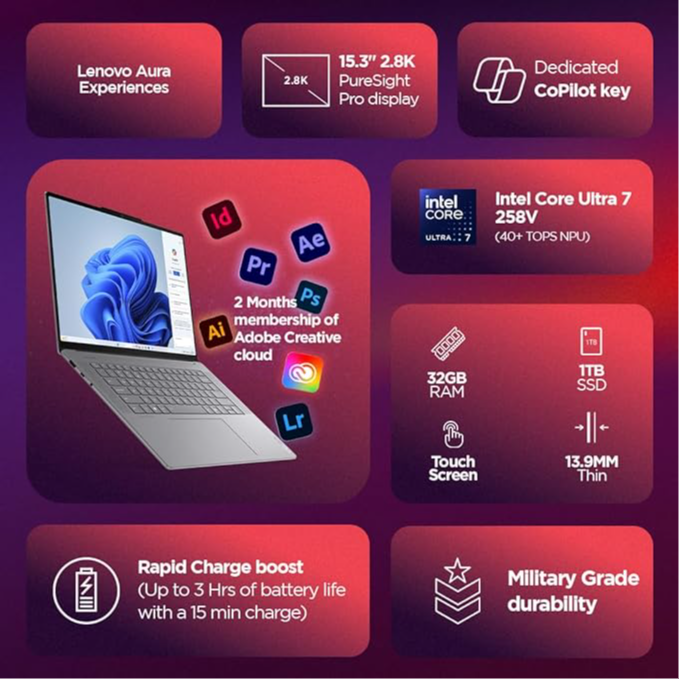 Lenovo Aura
Experiences
2.8K
15.3" 2.8K
PureSight
Pro display
Dedicated
CoPilot key
Id
Ae
Pr
Ps
2 Months
membership of
Adobe Creative
cloud
Ai
Lr
intel
CORE
ULTRA 7
Intel Core Ultra 7
258V
(40+ TOPS NPU)
32GB
RAM
1TB
1TB
SSD
Touch
Screen
13.9MM
Thin
Rapid Charge boost
(Up to 3 Hrs of battery life
with a 15 min charge)
Military Grade
durability